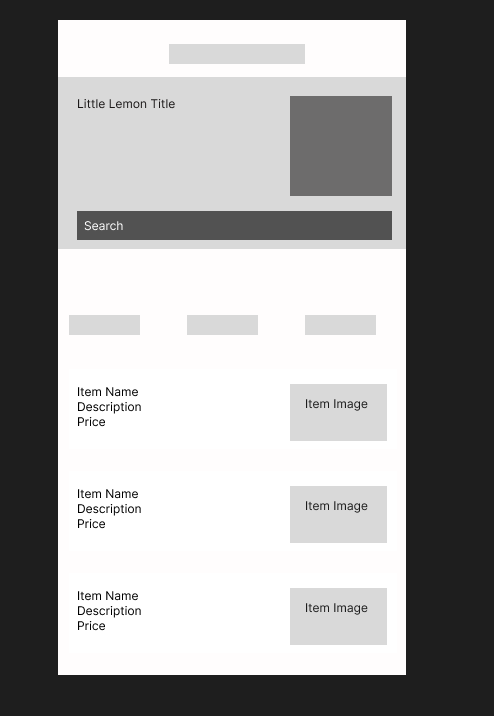 Little Lemon Title
Search
Item Name
Description
Price
Item Image
Item Name
Description
Price
Item Image
Item Name
Description
Price
Item Image